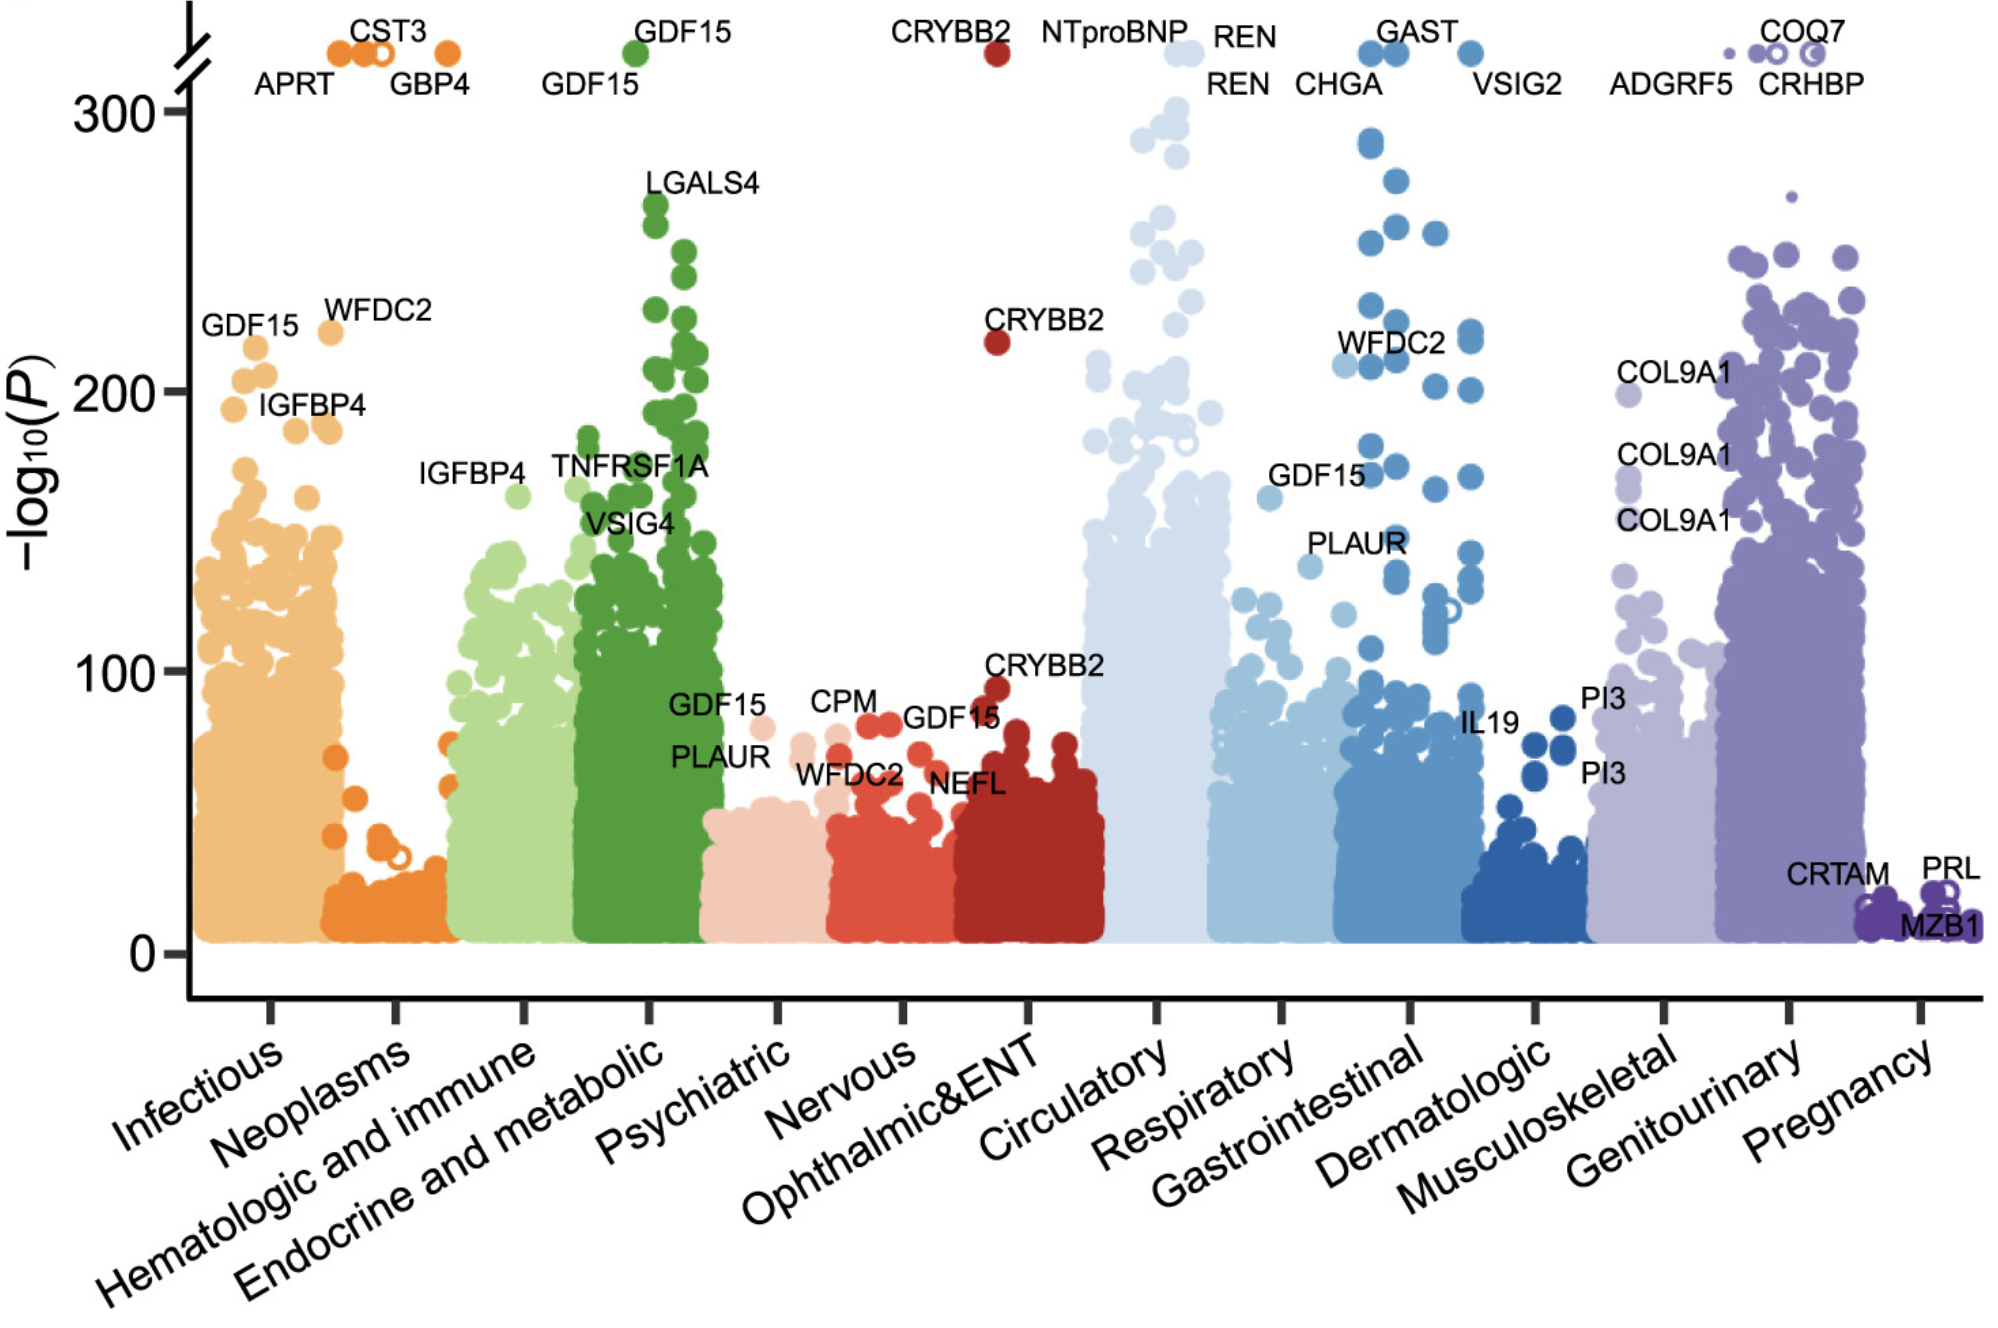 CST3
GDF15
CRYBB2
NTproBNP
REN
GAST
COQ7
APRT
GBP4
GDF15
REN
CHGA
VSIG2
ADGRF5
CRHBP
300
LGALS4
WFDC2
GDF15
CRYBB2
WFDC2
COL9A1
200
IGFBP4
COL9A1
TNFRSF1A
IGFBP4
GDF15
VSIG4
COL9A1
PLAUR
−log10(P)
CRYBB2
100
GDF15
CPM
GDF15
PI3
IL19
PLAUR
WFDC2
NEFL
PI3
CRTAM
PRL
MZB1
0
Infectious
Neoplasms
Hematologic and immune
Endocrine and metabolic
Psychiatric
Nervous
Ophthalmic&ENT
Circulatory
Respiratory
Gastrointestinal
Dermatologic
Musculoskeletal
Genitourinary
Pregnancy